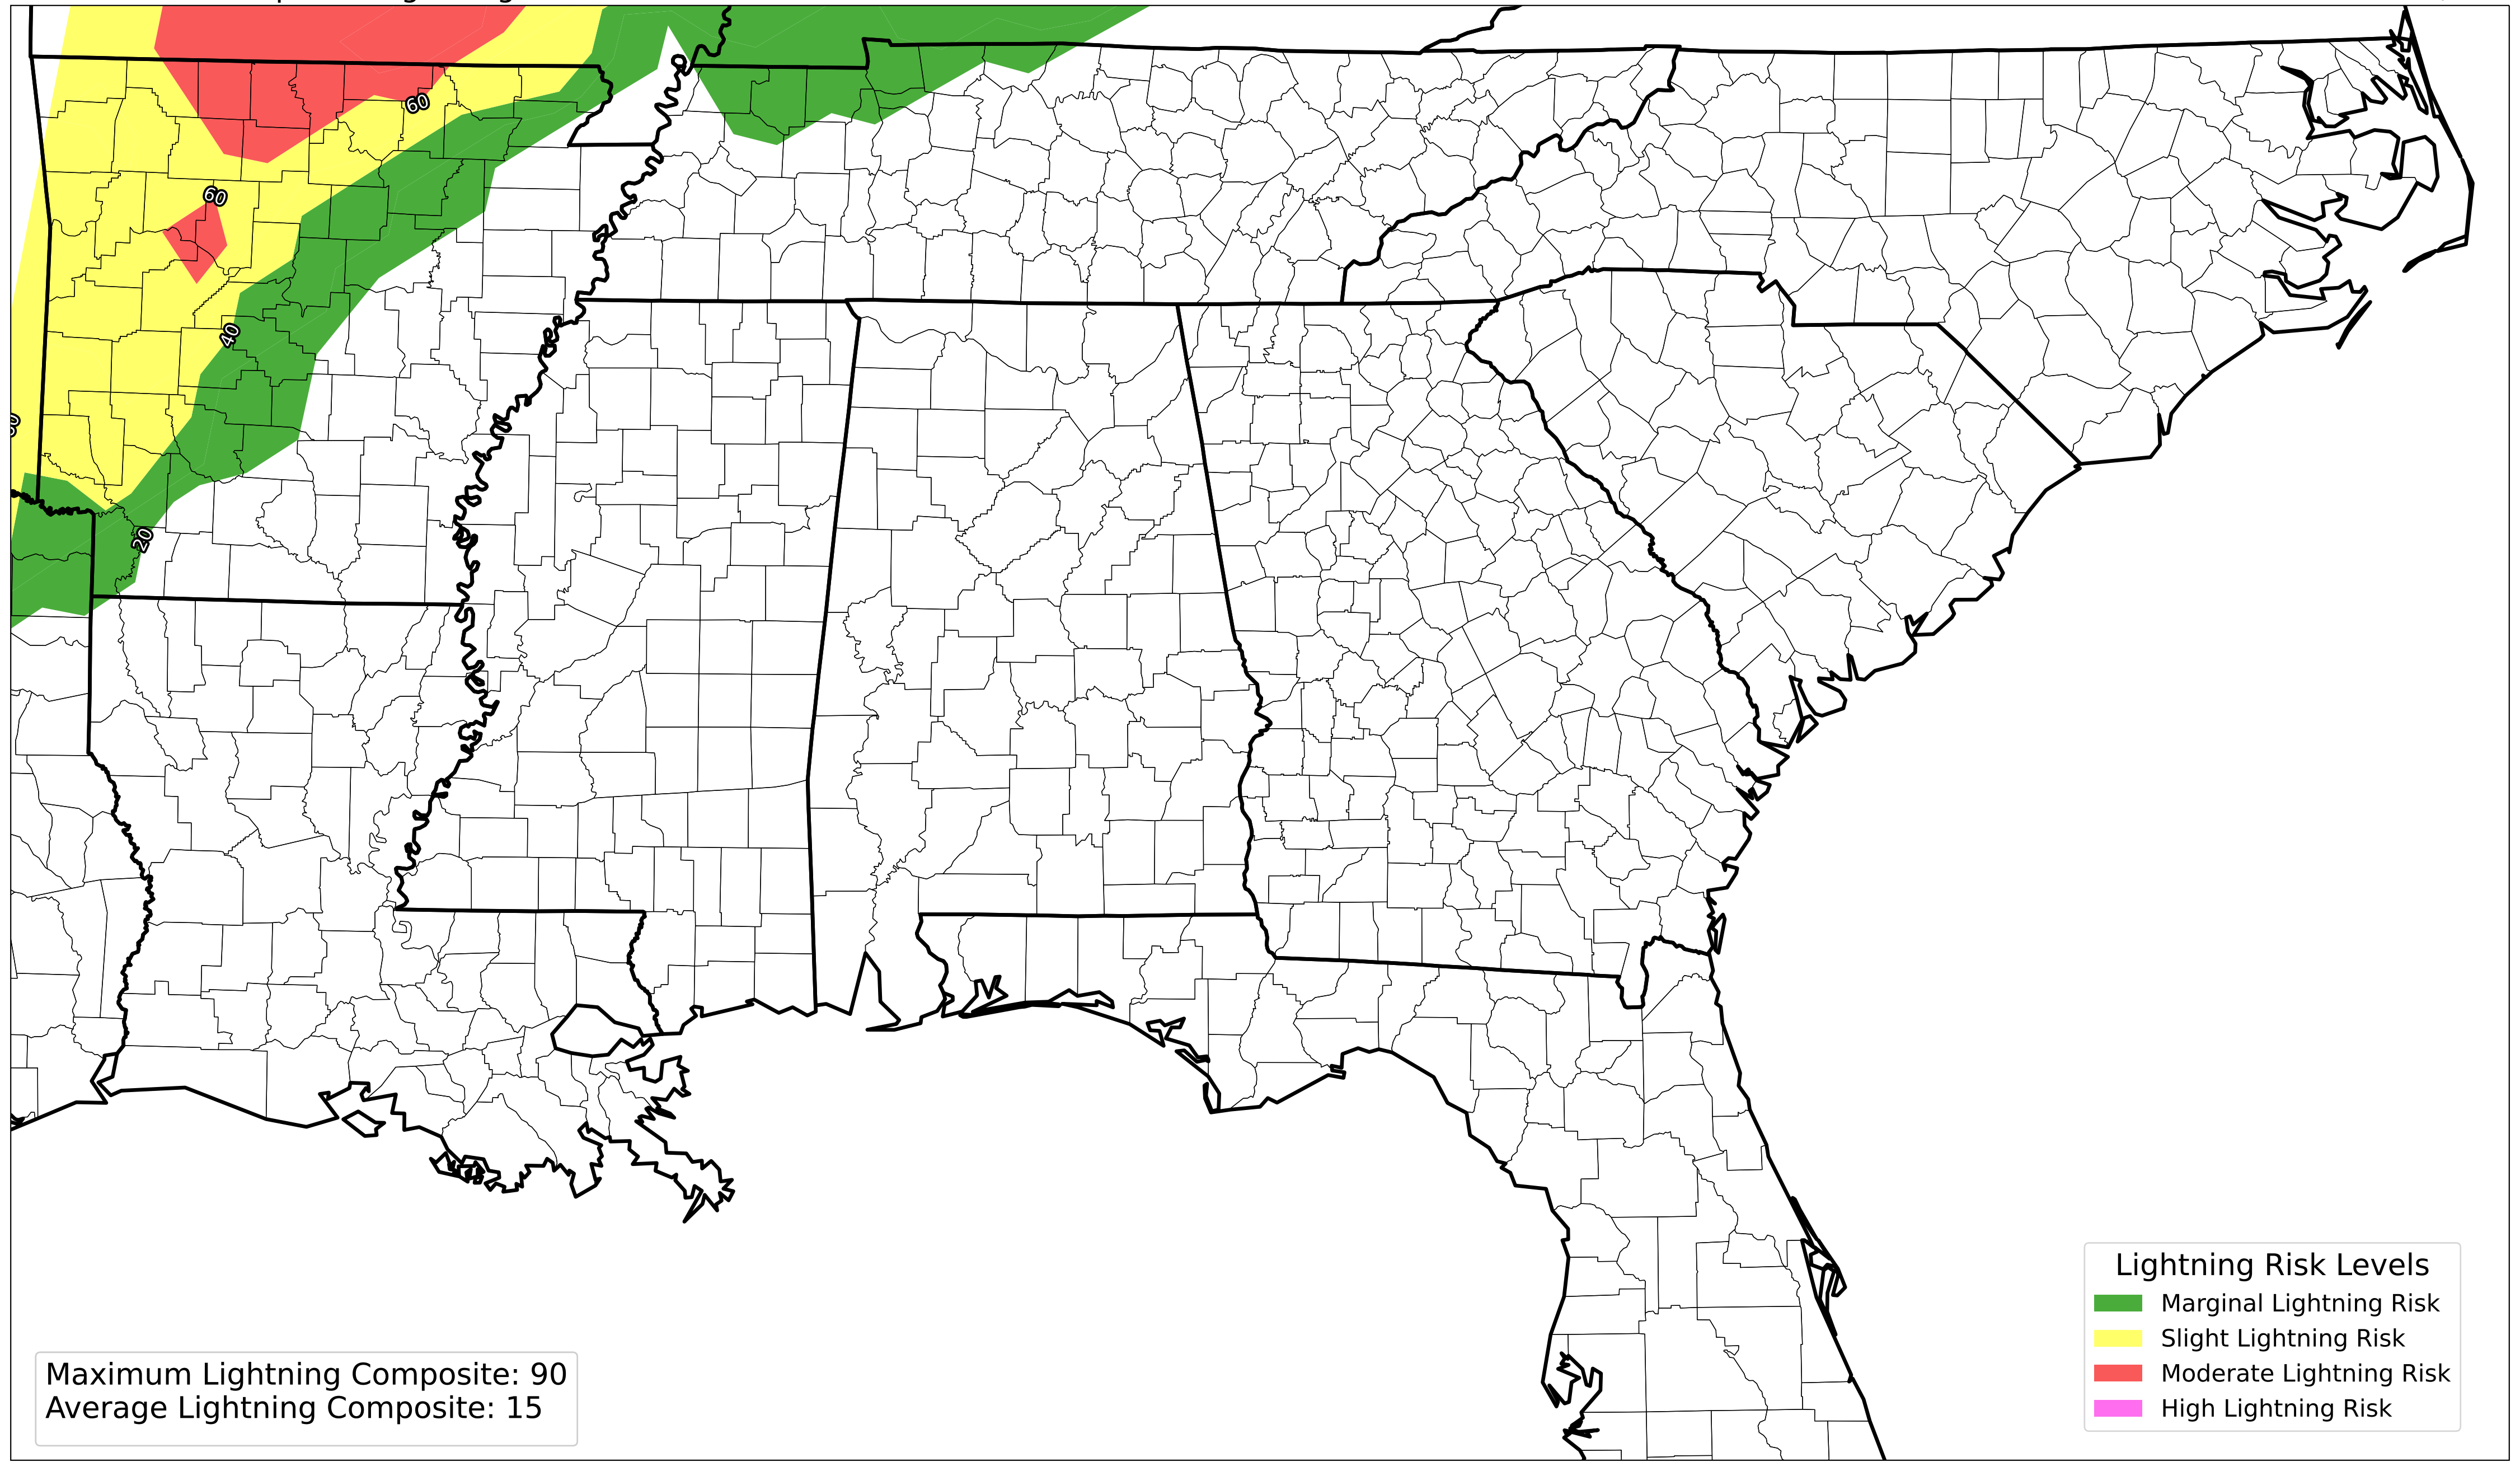 60
60
40
20
Lightning Risk Levels
Marginal Lightning Risk
Slight Lightning Risk
Moderate Lightning Risk
High Lightning Risk
Maximum Lightning Composite: 90
Average Lightning Composite: 15